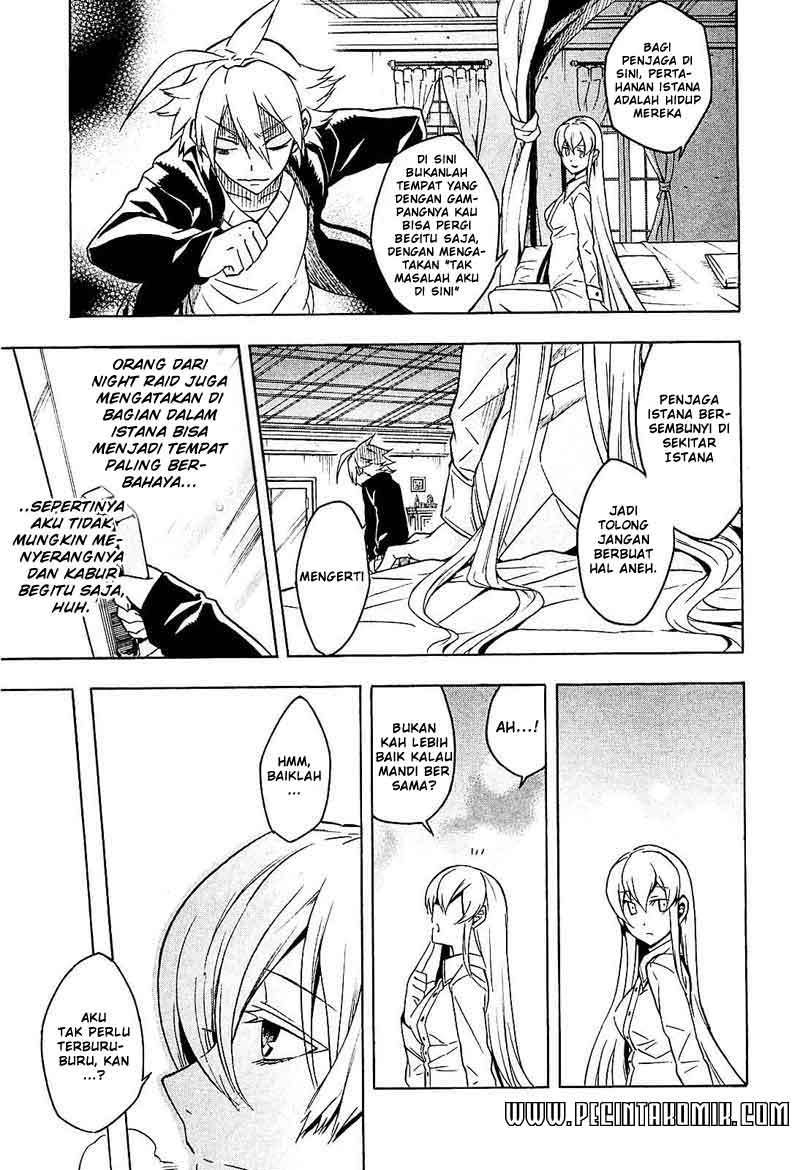 BAGI
PENJAGA DI
SINI, PERTA-
HANAN ISTANA
ADALAH HIDUP
MEREKA
DI SINI
BUKANLAH
TEMPAT YANG
DENGAN GAM-
PANGNYA KAU
BISA PERGI
BEGITU SAJA,
DENGAN MENGA-
TAKAN "TAK
MASALAH AKU
DI SINI"
PENJAGA
ISTANA BER-
SEMBUNYI DI
SEKITAR
ISTANA
JADI
TOLONG
JANGAN
BERBUAT
HAL ANEH.
MENGERTI
ORANG DARI
NIGHT RAID JUGA
MENGATAKAN DI
BAGIAN DALAM
ISTANA BISA
MENJADI TEMPAT
PALING BER-
BAHAYA...
..SEPERTINYA
AKU TIDAK
MUNGKIN ME-
NYERANGNYA
DAN KABUR
BEGITU SAJA,
HUH.
AH...!
BUKAN
KAH LEBIH
BAIK KALAU
MANDI BER
SAMA?
HMM,
BAIKLAH
...
AKU
TAK PERLU
TERBURU-
BURU, KAN
...?
WWW.PECINTAKOMIK.COM